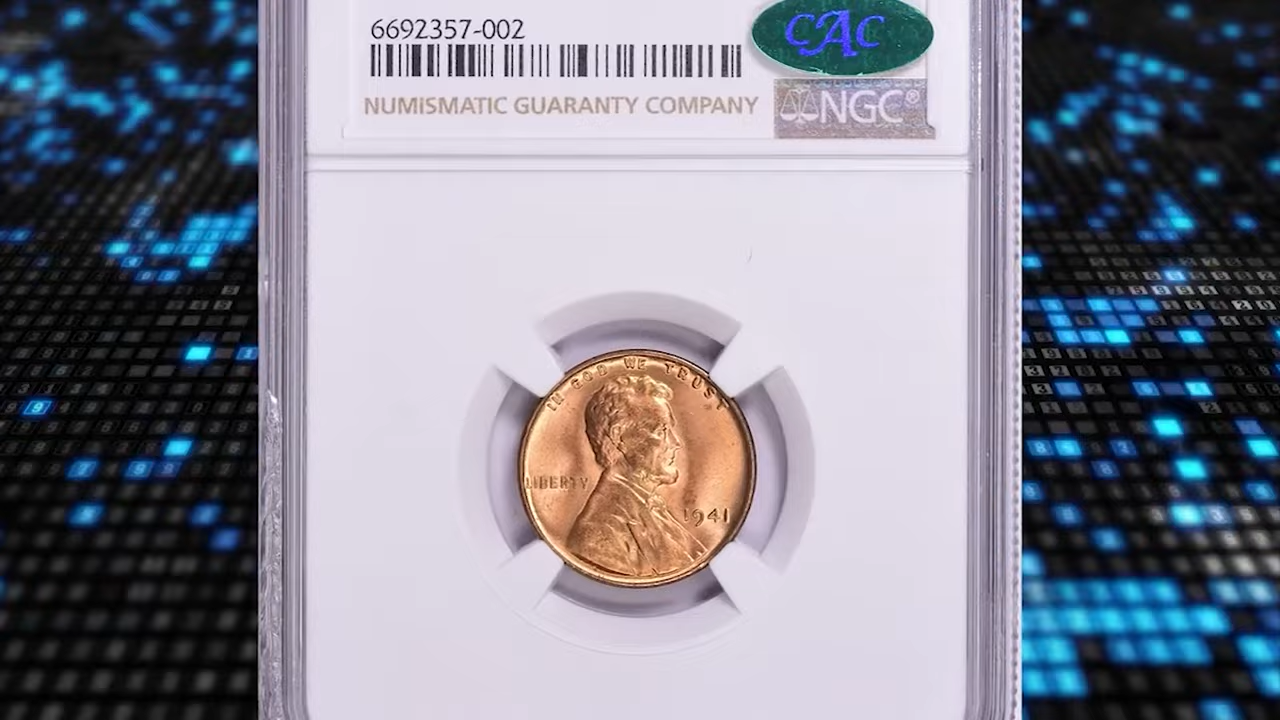 6692357-002
CAC
NUMISMATIC GUARANTY COMPANY
NGC®
IN GOD WE TRUST
LIBERTY
1941